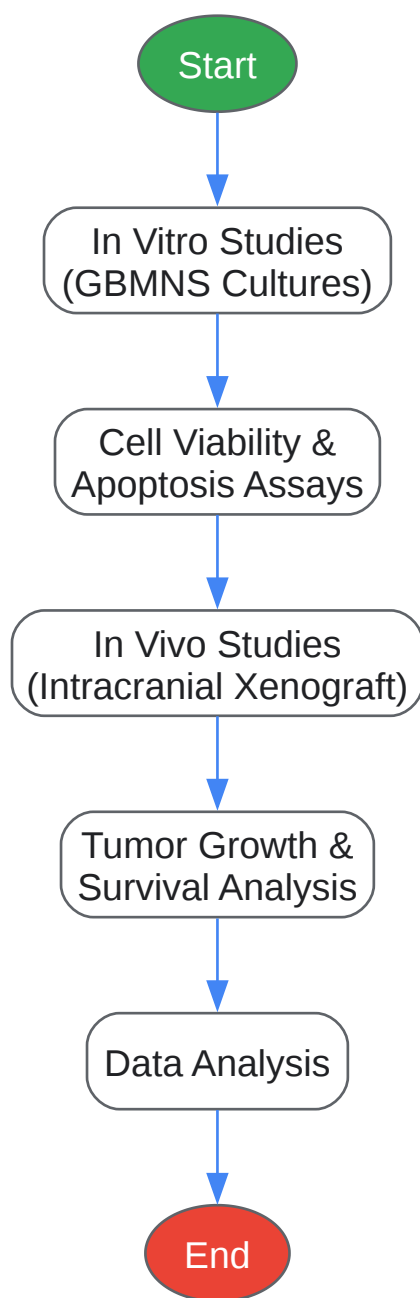 Start
In Vitro Studies
(GBMNS Cultures)
Cell Viability &
Apoptosis Assays
In Vivo Studies
(Intracranial Xenograft)
Tumor Growth &
Survival Analysis
Data Analysis
End